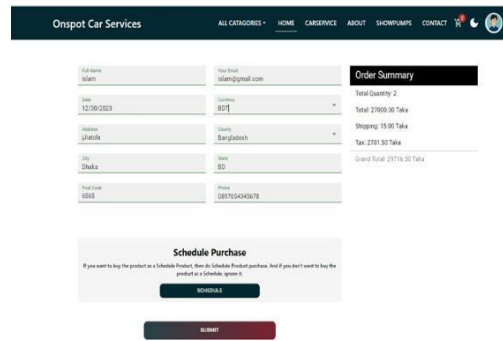 Onspot Car Services
ALL CATAGORIES HOME CARSERVICE ABOUT SHOWPUMPS CONTACT
Full Name
Islam
Your Email
Islam@gmail.com
Date
12/30/2023
Currency
BDT
Address
jhatola
County
Bangladesh
City
Dhaka
State
BD
Post Code
6565
Phone
0897654345678
Order Summary
Total Quantity: 2
Total: 27000.00 Taka
Shipping: 15.00 Taka
Tax: 2701.50 Taka
Grand Total: 29716.50 Taka
Schedule Purchase
If you want to buy the product as a Schedule Product, then do Schedule Product purchase. And if you don't want to buy the
product as a Schedule, ignore it.
SCHEDULE
SUBMIT